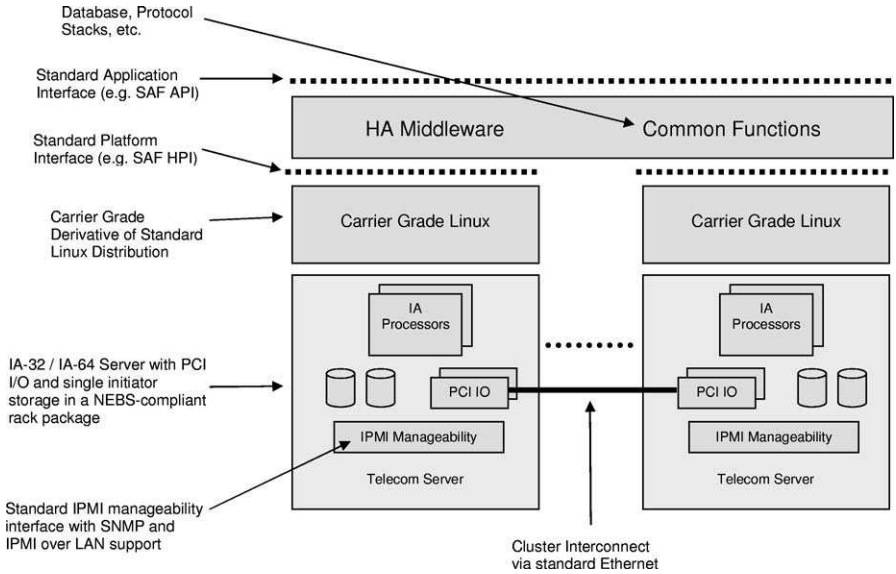 Database, Protocol
Stacks, etc.
Standard Application
Interface (e.g. SAF API)
HA Middleware
Common Functions
Standard Platform
Interface (e.g. SAF HPI)
Carrier Grade
Derivative of Standard
Linux Distribution
Carrier Grade Linux
Carrier Grade Linux
IA
Processors
IA
Processors
IA-32 / IA-64 Server with PCI
I/O and single initiator
storage in a NEBS-compliant
rack package
PCI IO
PCI IO
IPMI Manageability
IPMI Manageability
Telecom Server
Telecom Server
Standard IPMI manageability
interface with SNMP and
IPMI over LAN support
Cluster Interconnect
via standard Ethernet